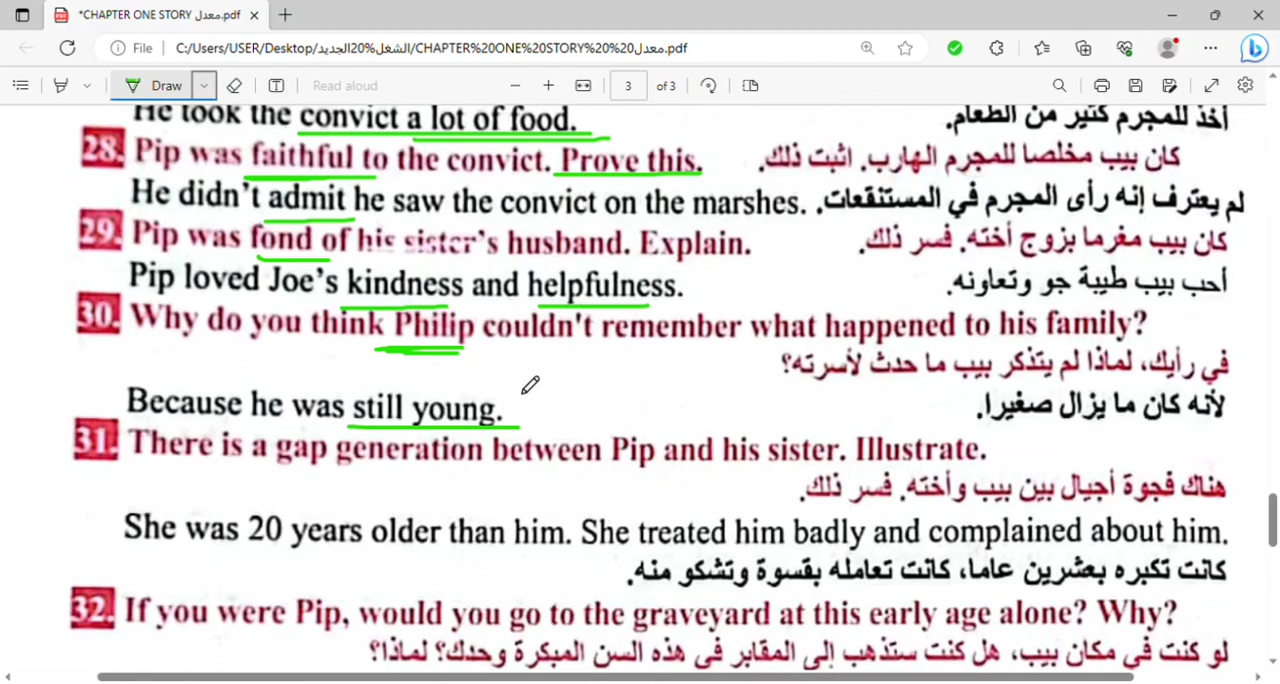 *CHAPTER ONE STORY معدل.pdf
File C:/Users/USER/Desktop/الشغل%20الجديد/CHAPTER%20ONE%20STORY%20%20معدل.pdf
Draw Read aloud 3 of 3
He took the convict a lot of food. أخذ للمجرم كثير من الطعام.
28. Pip was faithful to the convict. Prove this. كان بيب مخلصا للمجرم الهارب. اثبت ذلك.
He didn't admit he saw the convict on the marshes. لم يعترف إنه رأى المجرم في المستنقعات.
29. Pip was fond of his sister's husband. Explain. كان بيب مغرما بزوج أخته. فسر ذلك.
Pip loved Joe's kindness and helpfulness. أحب بيب طيبة جو وتعاونه.
30. Why do you think Philip couldn't remember what happened to his family?
في رأيك، لماذا لم يتذكر بيب ما حدث لأسرته؟
Because he was still young. لأنه كان ما يزال صغيرا.
31. There is a gap generation between Pip and his sister. Illustrate.
هناك فجوة أجيال بين بيب وأخته. فسر ذلك.
She was 20 years older than him. She treated him badly and complained about him.
كانت تكبره بعشرين عاما، كانت تعامله بقسوة وتشكو منه.
32. If you were Pip, would you go to the graveyard at this early age alone? Why?
لو كنت في مكان بيب، هل كنت ستذهب إلى المقابر في هذه السن المبكرة وحدك؟ لماذا؟